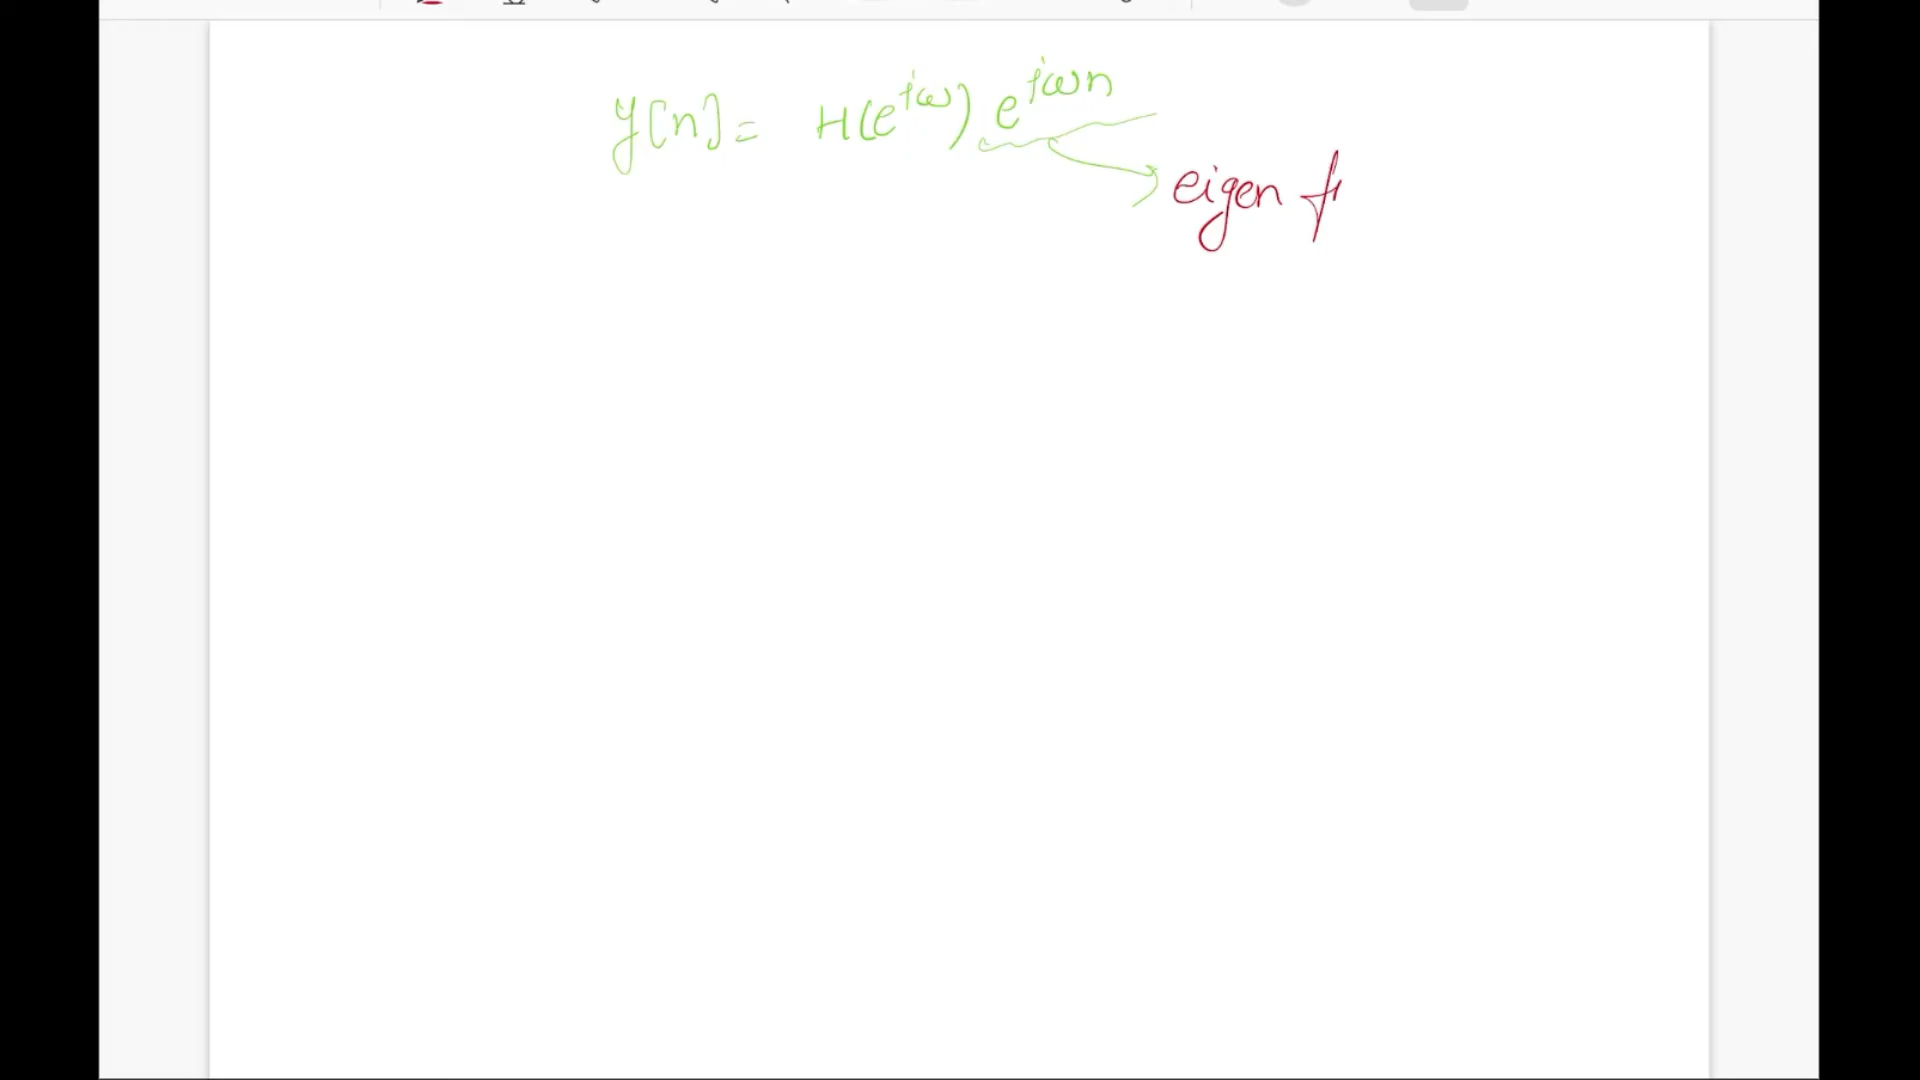 y[n] = H(e^{jω}) e^{jωn}
eigen f